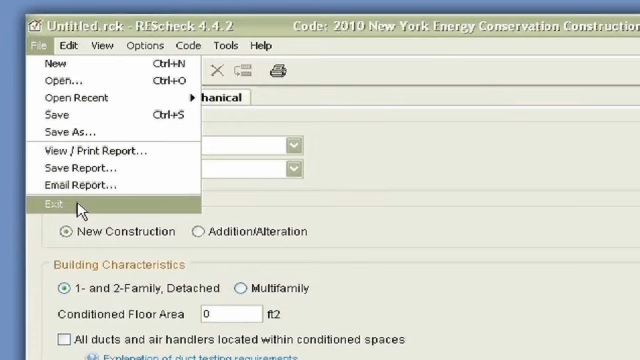 Untitled.rck - REScheck 4.4.2 Code: 2010 New York Energy Conservation Construction
File Edit View Options Code Tools Help
New Ctrl+N
Open... Ctrl+O
Open Recent
Save Ctrl+S
Save As...
View / Print Report...
Save Report...
Email Report...
Exit
hanical
New Construction Addition/Alteration
Building Characteristics
1- and 2-Family, Detached Multifamily
Conditioned Floor Area 0 ft2
All ducts and air handlers located within conditioned spaces
Explanation of duct testing requirements